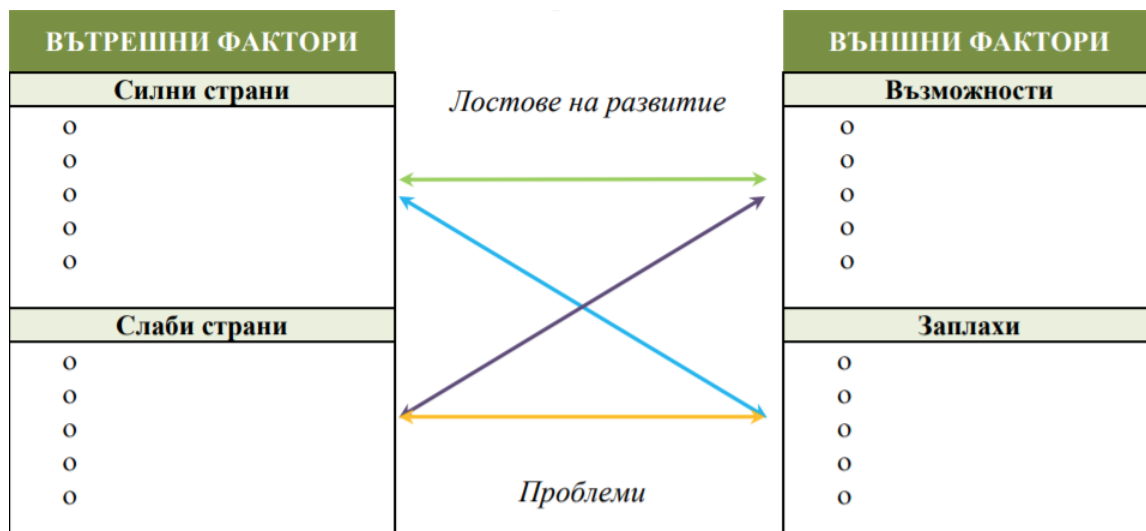 ВЪТРЕШНИ ФАКТОРИ
Силни страни
o
o
o
o
o
Слаби страни
o
o
o
o
o
Лостове на развитие
Проблеми
ВЪНШНИ ФАКТОРИ
Възможности
o
o
o
o
o
Заплахи
o
o
o
o
o